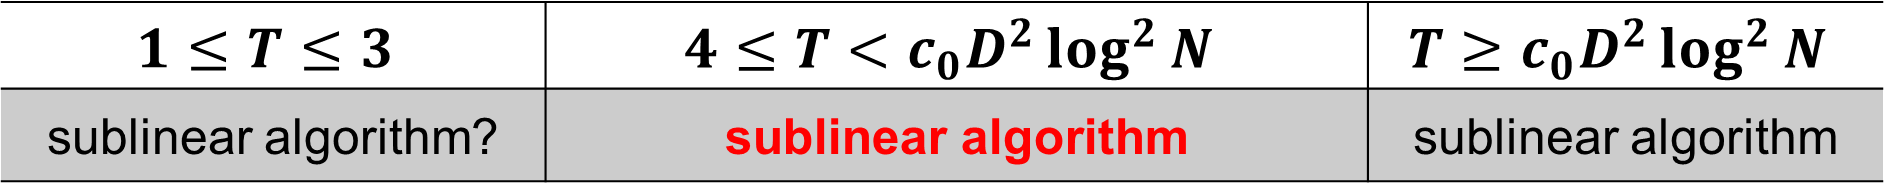 1 ≤ T ≤ 3 4 ≤ T < c₀D² log² N T ≥ c₀D² log² N
sublinear algorithm? sublinear algorithm sublinear algorithm